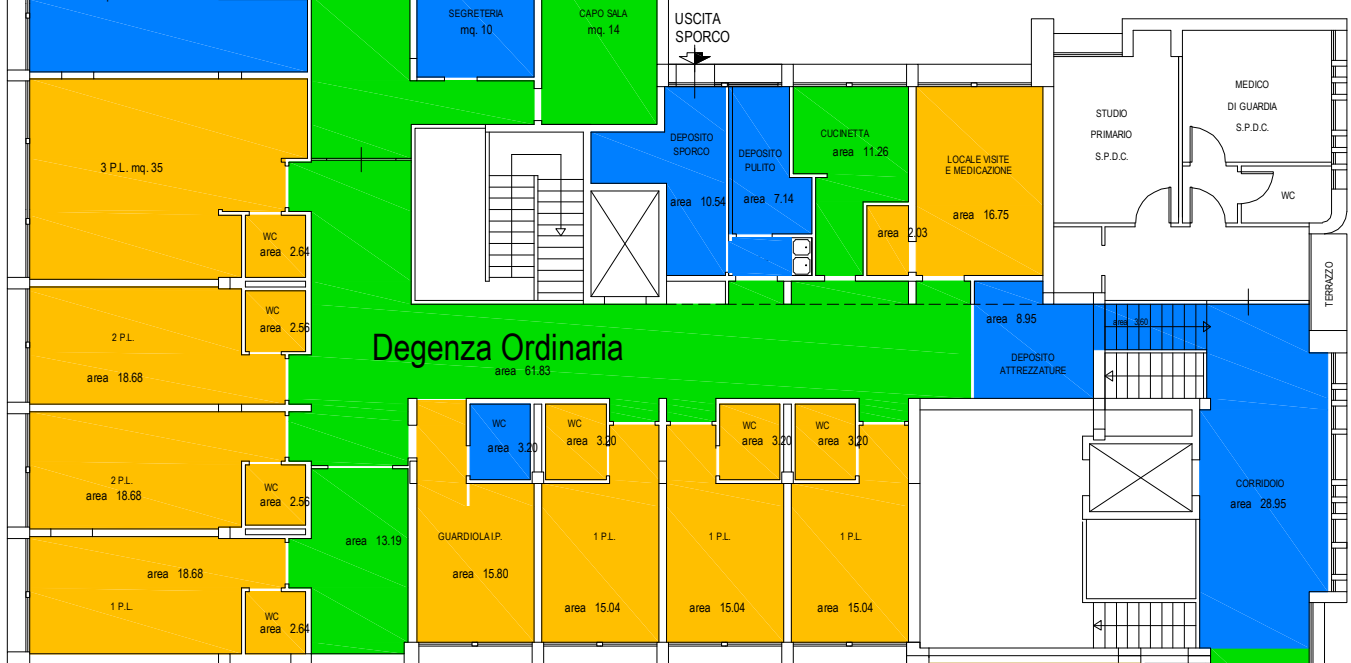 SEGRETERIA
mq. 10
CAPO SALA
mq. 14
USCITA
SPORCO
3 P.L. mq. 35
WC
area 2.64
DEPOSITO
SPORCO
area 10.54
DEPOSITO
PULITO
area 7.14
CUCINETTA
area 11.26
area 2.03
LOCALE VISITE
E MEDICAZIONE
area 16.75
STUDIO
PRIMARIO
S.P.D.C.
MEDICO
DI GUARDIA
S.P.D.C.
WC
TERRAZZO
2 P.L.
area 18.68
WC
area 2.56
Degenza Ordinaria
area 61.83
area 8.95
DEPOSITO
ATTREZZATURE
area 3.60
2 P.L.
area 18.68
WC
area 2.56
WC
area 3.20
WC
area 3.20
WC
area 3.20
WC
area 3.20
CORRIDOIO
area 28.95
area 18.68
1 P.L.
WC
area 2.64
area 13.19
GUARDIOLA I.P.
area 15.80
1 P.L.
area 15.04
1 P.L.
area 15.04
1 P.L.
area 15.04